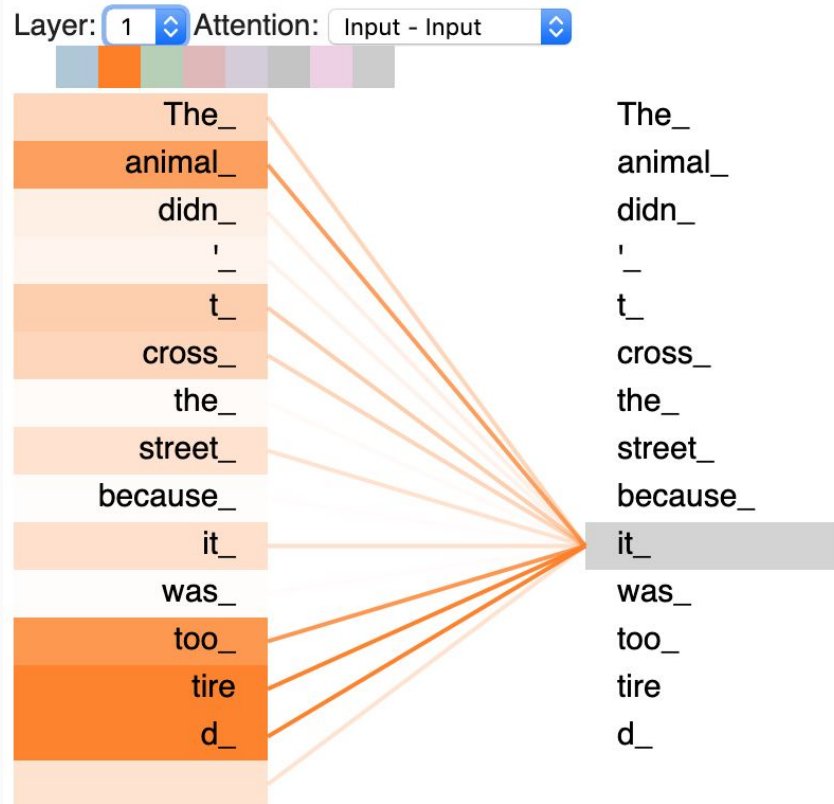 Layer: 1 Attention: Input - Input
The_ The_
animal_ animal_
didn_ didn_
'_ '_
t_ t_
cross_ cross_
the_ the_
street_ street_
because_ because_
it_ it_
was_ was_
too_ too_
tire tire
d_ d_